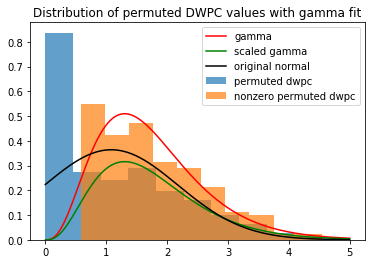 Distribution of permuted DWPC values with gamma fit
gamma
scaled gamma
original normal
permuted dwpc
nonzero permuted dwpc
0.8
0.7
0.6
0.5
0.4
0.3
0.2
0.1
0.0
0 1 2 3 4 5